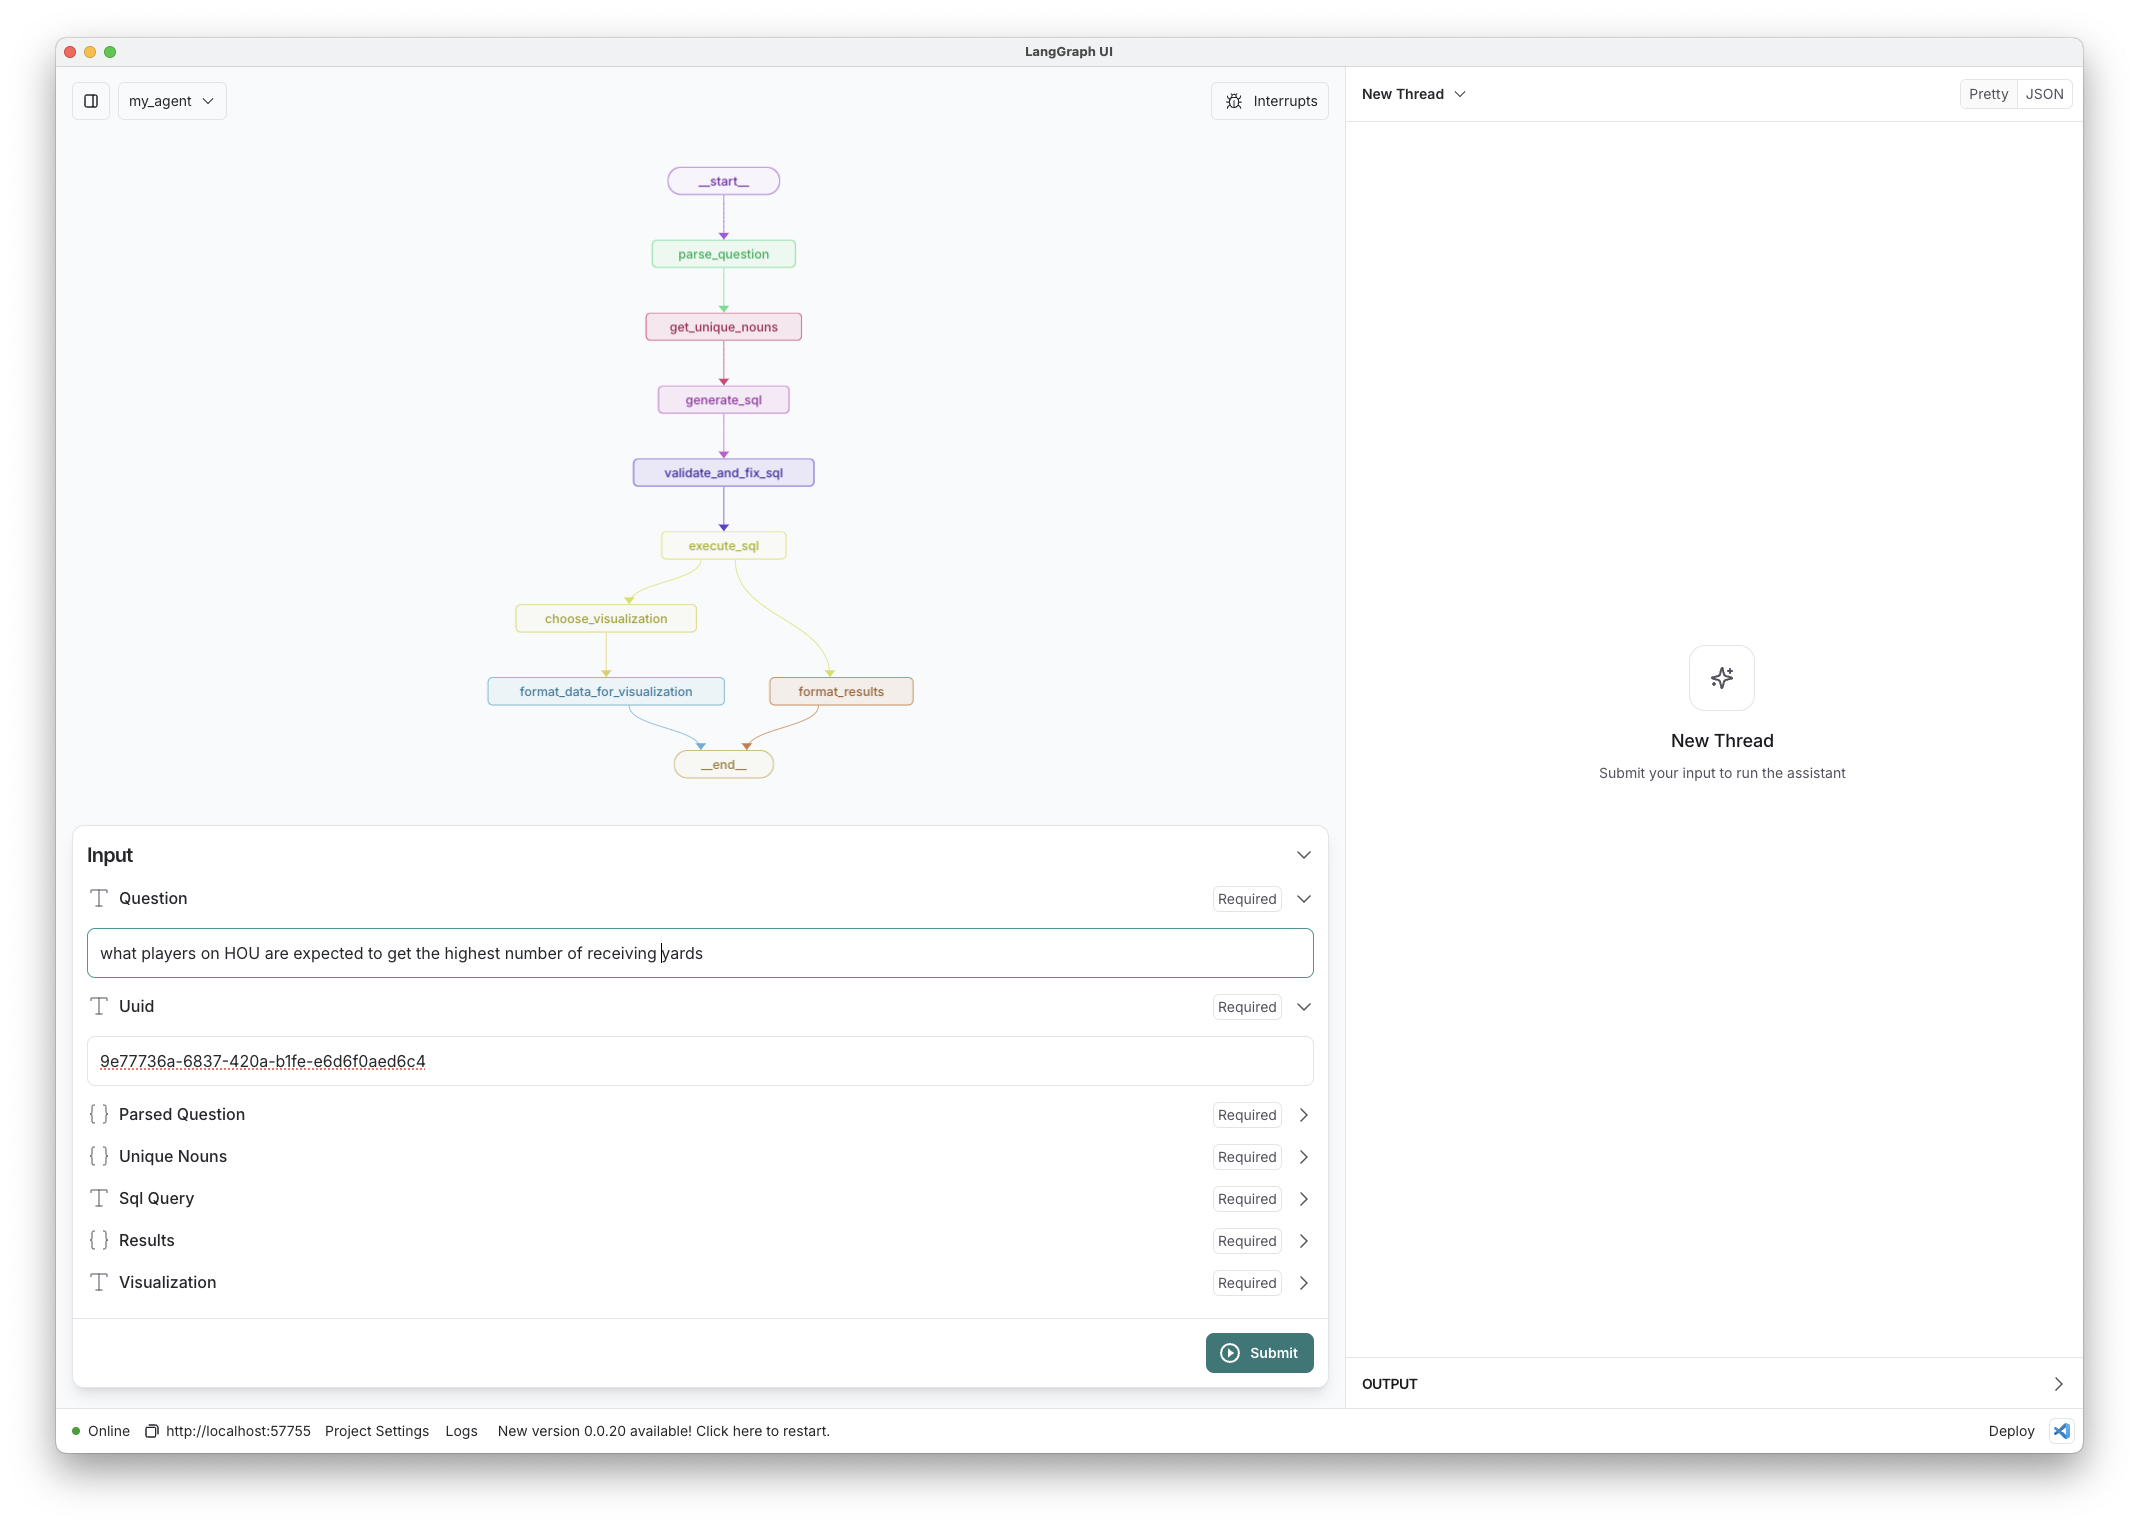 LangGraph UI
my_agent
Interrupts
New Thread
Pretty
JSON
__start__
parse_question
get_unique_nouns
generate_sql
validate_and_fix_sql
execute_sql
choose_visualization
format_data_for_visualization
format_results
__end__
New Thread
Submit your input to run the assistant
Input
Question
Required
what players on HOU are expected to get the highest number of receiving yards
Uuid
Required
9e77736a-6837-420a-b1fe-e6d6f0aed6c4
Parsed Question
Required
Unique Nouns
Required
Sql Query
Required
Results
Required
Visualization
Required
Submit
OUTPUT
Online
http://localhost:57755
Project Settings
Logs
New version 0.0.20 available! Click here to restart.
Deploy